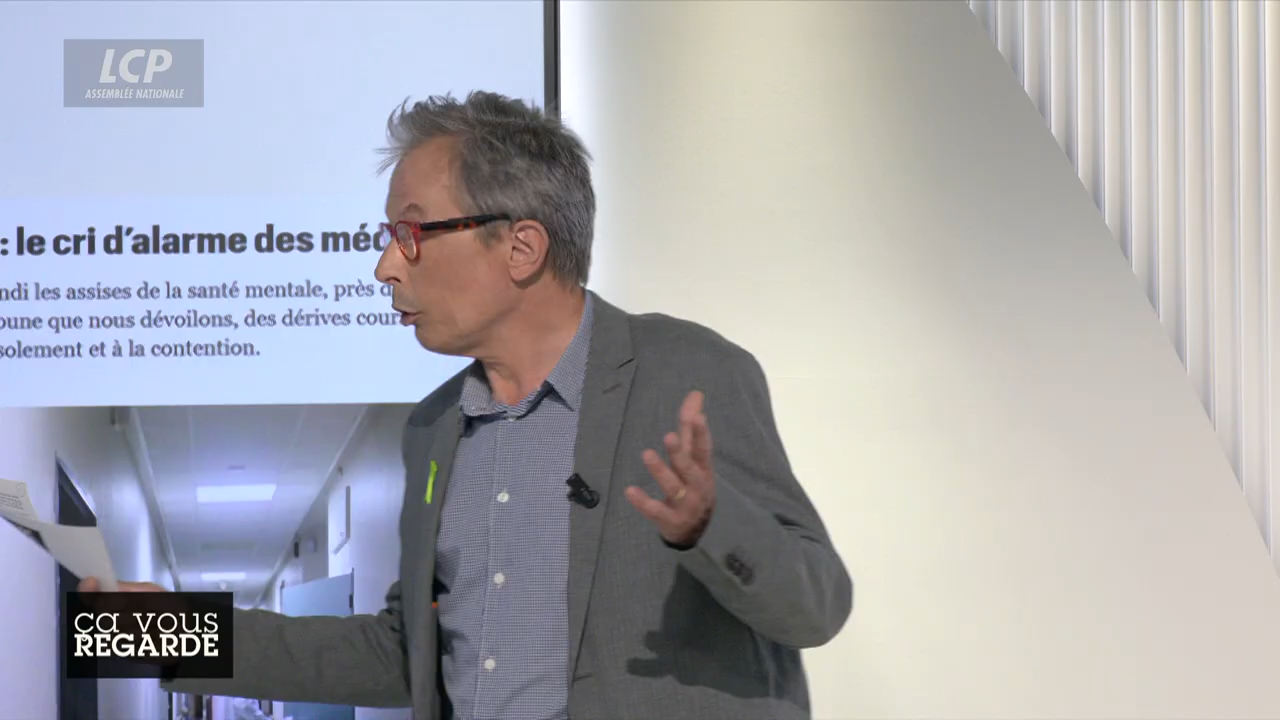 LCP
ASSEMBLÉE NATIONALE
: le cri d'alarme des méd
ndi les assises de la santé mentale, près d
oune que nous dévoilons, des dérives cour
solement et à la contention.
ça vous
REGARDE